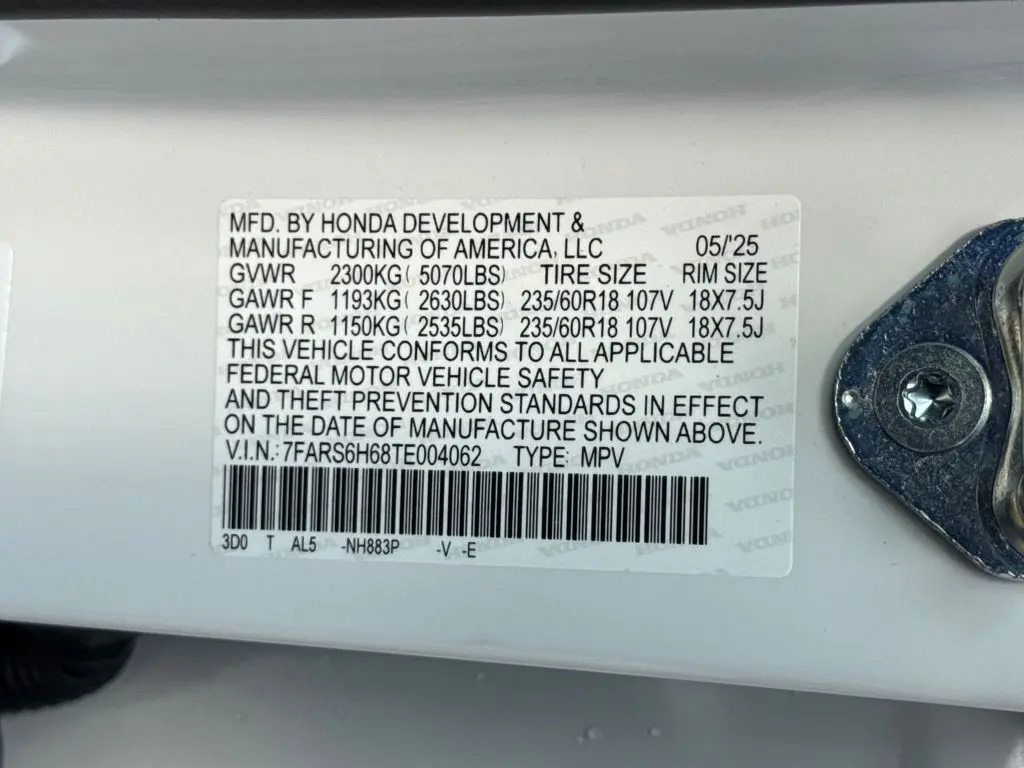 MFD. BY HONDA DEVELOPMENT &
MANUFACTURING OF AMERICA, LLC 05/'25
GVWR 2300KG( 5070LBS) TIRE SIZE RIM SIZE
GAWR F 1193KG( 2630LBS) 235/60R18 107V 18X7.5J
GAWR R 1150KG( 2535LBS) 235/60R18 107V 18X7.5J
THIS VEHICLE CONFORMS TO ALL APPLICABLE
FEDERAL MOTOR VEHICLE SAFETY
AND THEFT PREVENTION STANDARDS IN EFFECT
ON THE DATE OF MANUFACTURE SHOWN ABOVE.
V.I.N.: 7FARS6H68TE004062 TYPE: MPV
3D0 T AL5 -NH883P -V -E